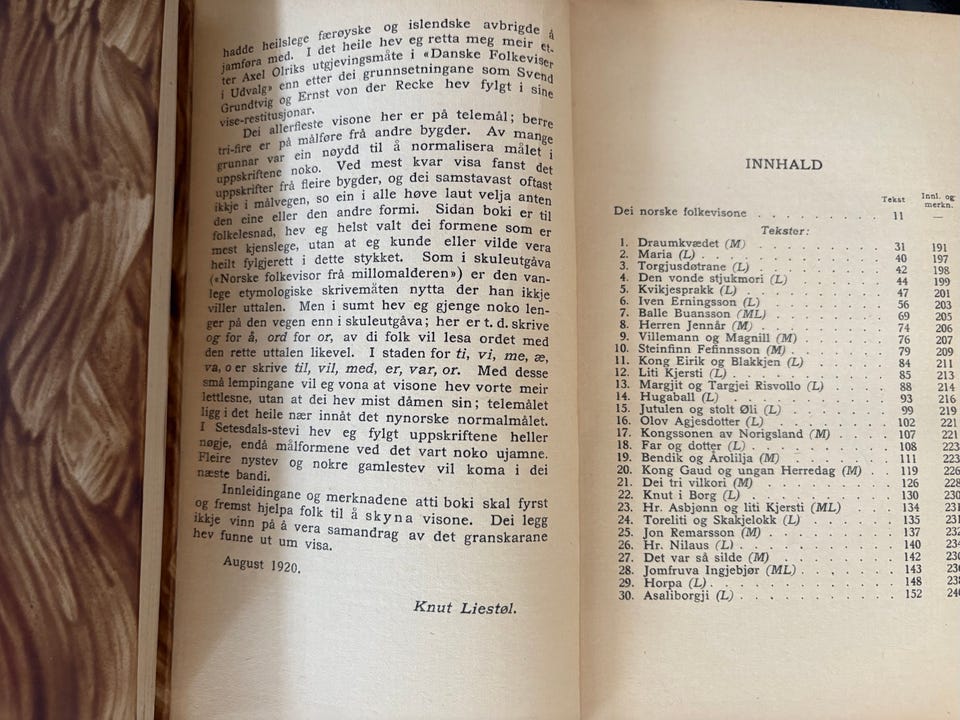 hadde heilslege færøyske og islendske avbrigde å
jamføra med. I det heile hev eg retta meg meir et-
ter Axel Olriks utgjevingsmåte i «Danske Folkeviser
i Udvalg» enn etter dei grunnsetningane som Svend
Grundtvig og Ernst von der Recke hev fylgt i sine
vise-restitusjonar.
Dei allerfleste visone her er på telemål; berre
tri-fire er på målføre frå andre bygder. Av mange
grunnar var ein nøydd til å normalisera målet i
uppskriftene noko. Ved mest kvar visa fanst det
uppskrifter frå fleire bygder, og dei samstavast oftast
ikkje i målvegen, so ein i alle høve laut velja anten
den eine eller den andre formi. Sidan boki er til
folkelesnad, hev eg helst valt dei formene som er
mest kjenslege, utan at eg kunde eller vilde vera
heilt fylgjerett i dette stykket. Som i skuleutgåva
(«Norske folkevisor frå millomalderen») er den van-
lege etymologiske skrivemåten nytta der han ikkje
viller uttalen. Men i sumt hev eg gjenge noko len-
ger på den vegen enn i skuleutgåva; her er t. d. skrive
og for å, ord for or, av di folk vil lesa ordet med
den rette uttalen likevel. I staden for ti, vi, me, æ,
va, o er skrive til, vil, med, er, var, or. Med desse
små lempingane vil eg vona at visone hev vorte meir
lettlesne, utan at dei hev mist dåmen sin; telemålet
ligg i det heile nær innåt det nynorske normalmålet.
I Setesdals-stevi hev eg fylgt uppskriftene heller
nøgje, endå målformene ved det vart noko ujamne.
Fleire nystev og nokre gamlestev vil koma i dei
næste bandi.
Innleidingane og merknadene atti boki skal fyrst
og fremst hjelpa folk til å skyna visone. Dei legg
ikkje vinn på å vera samandrag av det granskarane
hev funne ut um visa.
August 1920.
Knut Liestøl.
INNHALD
Tekst Innl. og merkn.
Dei norske folkevisone . . . . . . . . . 11 —
Tekster:
1. Draumkvædet (M) . . . . . . . . . 31 191
2. Maria (L) . . . . . . . . . 40 197
3. Torgjusdøtrane (L) . . . . . . . . . 42 198
4. Den vonde stjukmori (L) . . . . . . . . . 44 199
5. Kvikjesprakk (L) . . . . . . . . . 47 201
6. Iven Erningsson (L) . . . . . . . . . 56 203
7. Balle Buansson (ML) . . . . . . . . . 69 205
8. Herren Jennår (M) . . . . . . . . . 74 206
9. Villemann og Magnill (M) . . . . . . . . . 76 207
10. Steinfinn Fefinnsson (M) . . . . . . . . . 79 209
11. Kong Eirik og Blakkjen (L) . . . . . . . . . 84 211
12. Liti Kjersti (L) . . . . . . . . . 85 213
13. Margjit og Targjei Risvollo (L) . . . . . . . . . 88 214
14. Hugaball (L) . . . . . . . . . 93 216
15. Jutulen og stolt Øli (L) . . . . . . . . . 99 219
16. Olov Agjesdotter (L) . . . . . . . . . 102 221
17. Kongssonen av Norigsland (M) . . . . . . . . . 107 221
18. Far og dotter (L) . . . . . . . . . 108 223
19. Bendik og Årolilja (M) . . . . . . . . . 111 223
20. Kong Gaud og ungan Herredag (M) . . . . . . . . . 119 226
21. Dei tri vilkori (M) . . . . . . . . . 126 228
22. Knut i Borg (L) . . . . . . . . . 130 230
23. Hr. Asbjønn og liti Kjersti (ML) . . . . . . . . . 134
24. Toreliti og Skakjelokk (L) . . . . . . . . . 135
25. Jon Remarsson (M) . . . . . . . . . 137
26. Hr. Nilaus (L) . . . . . . . . . 140
27. Det var så silde (M) . . . . . . . . . 142
28. Jomfruva Ingjebjør (ML) . . . . . . . . . 143
29. Horpa (L) . . . . . . . . . 148
30. Asaliborgji (L) . . . . . . . . . 152